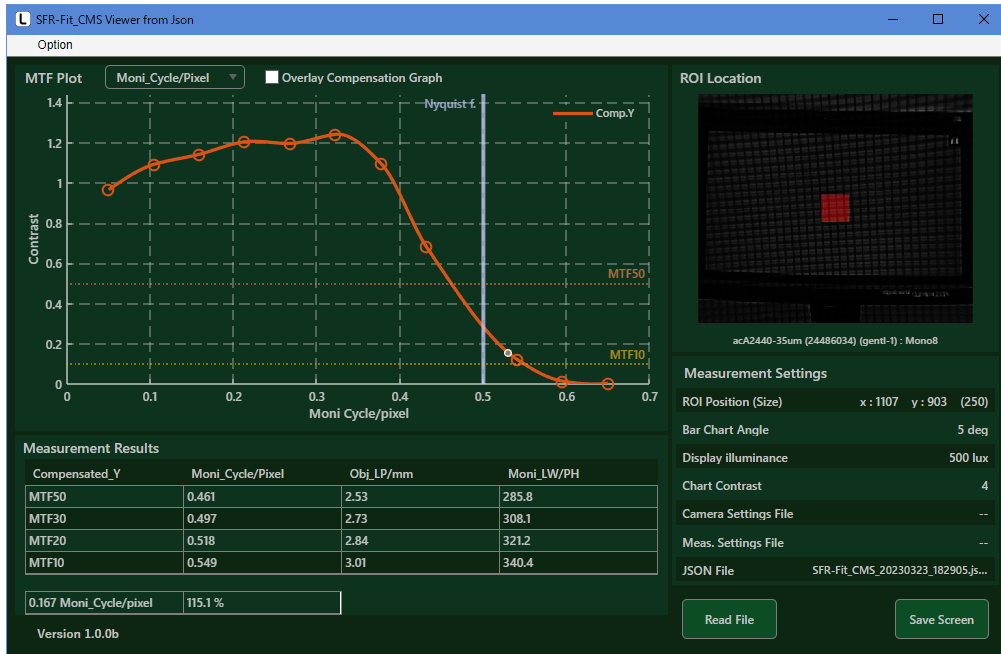 SFR-Fit_CMS Viewer from Json
Option
MTF Plot
Moni_Cycle/Pixel
Overlay Compensation Graph
1.4
1.2
1
0.8
0.6
0.4
0.2
0
Contrast
Nyquist f.
Comp.Y
MTF50
MTF10
0 0.1 0.2 0.3 0.4 0.5 0.6 0.7
Moni Cycle/pixel
Measurement Results
Compensated_Y Moni_Cycle/Pixel Obj_LP/mm Moni_LW/PH
MTF50 0.461 2.53 285.8
MTF30 0.497 2.73 308.1
MTF20 0.518 2.84 321.2
MTF10 0.549 3.01 340.4
0.167 Moni_Cycle/pixel 115.1 %
Version 1.0.0b
ROI Location
acA2440-35um (24486034) (gentl-1) : Mono8
Measurement Settings
ROI Position (Size) x : 1107 y : 903 (250)
Bar Chart Angle 5 deg
Display illuminance 500 lux
Chart Contrast 4
Camera Settings File --
Meas. Settings File --
JSON File SFR-Fit_CMS_20230323_182905.js...
Read File
Save Screen